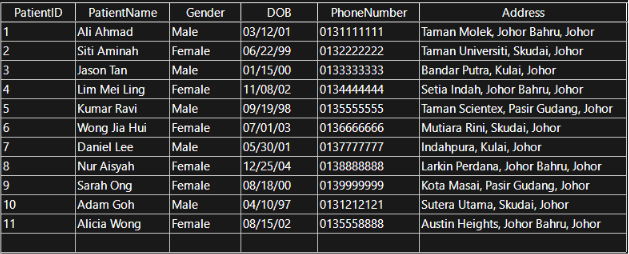 PatientID PatientName Gender DOB PhoneNumber Address
1 Ali Ahmad Male 03/12/01 0131111111 Taman Molek, Johor Bahru, Johor
2 Siti Aminah Female 06/22/99 0132222222 Taman Universiti, Skudai, Johor
3 Jason Tan Male 01/15/00 0133333333 Bandar Putra, Kulai, Johor
4 Lim Mei Ling Female 11/08/02 0134444444 Setia Indah, Johor Bahru, Johor
5 Kumar Ravi Male 09/19/98 0135555555 Taman Scientex, Pasir Gudang, Johor
6 Wong Jia Hui Female 07/01/03 0136666666 Mutiara Rini, Skudai, Johor
7 Daniel Lee Male 05/30/01 0137777777 Indahpura, Kulai, Johor
8 Nur Aisyah Female 12/25/04 0138888888 Larkin Perdana, Johor Bahru, Johor
9 Sarah Ong Female 08/18/00 0139999999 Kota Masai, Pasir Gudang, Johor
10 Adam Goh Male 04/10/97 0131212121 Sutera Utama, Skudai, Johor
11 Alicia Wong Female 08/15/02 0135558888 Austin Heights, Johor Bahru, Johor